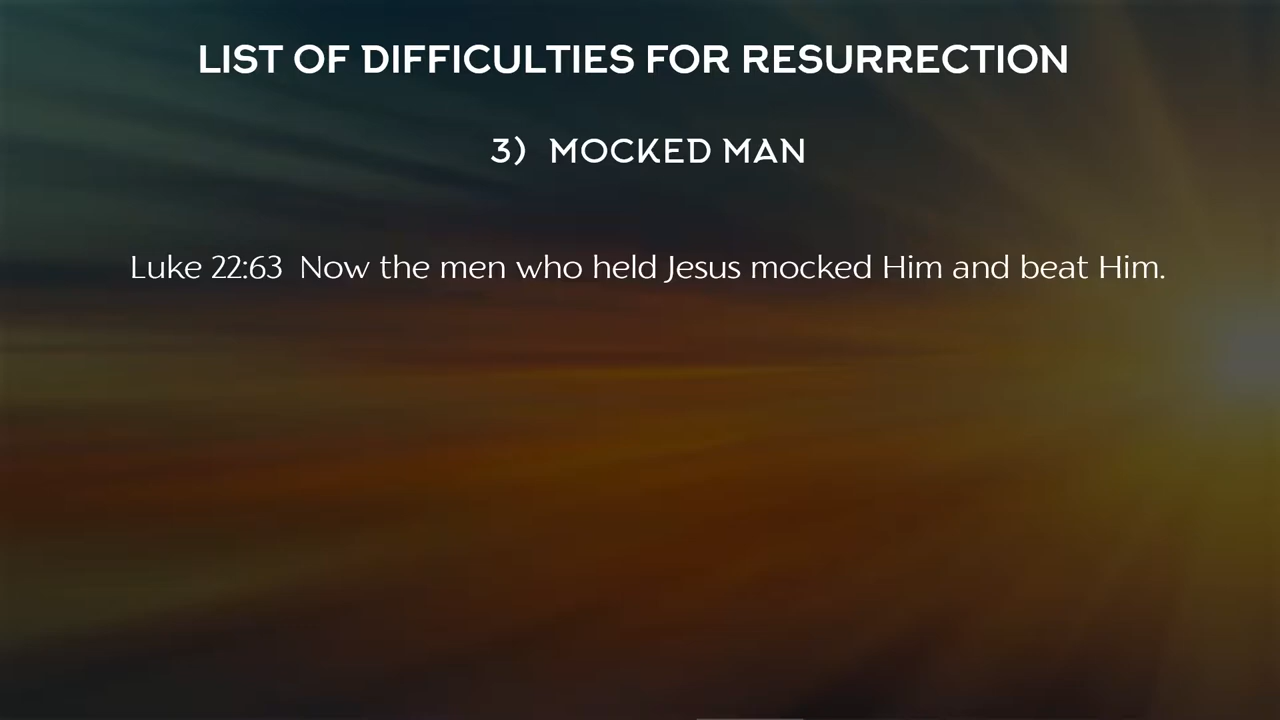 LIST OF DIFFICULTIES FOR RESURRECTION
3) MOCKED MAN
Luke 22:63 Now the men who held Jesus mocked Him and beat Him.